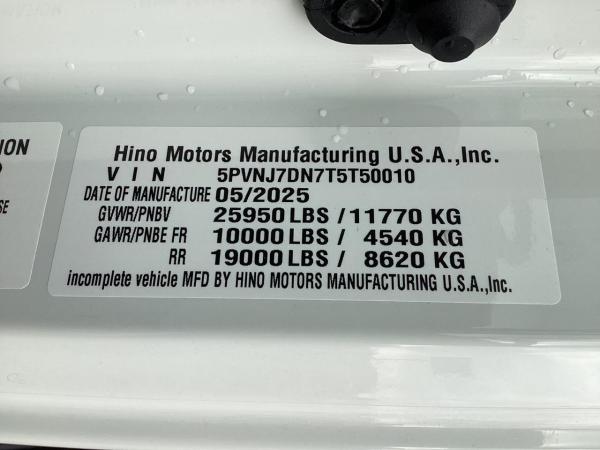 Hino Motors Manufacturing U.S.A.,Inc.
V I N 5PVNJ7DN7T5T50010
DATE OF MANUFACTURE 05/2025
GVWR/PNBV 25950 LBS / 11770 KG
GAWR/PNBE FR 10000 LBS / 4540 KG
RR 19000 LBS / 8620 KG
incomplete vehicle MFD BY HINO MOTORS MANUFACTURING U.S.A.,Inc.